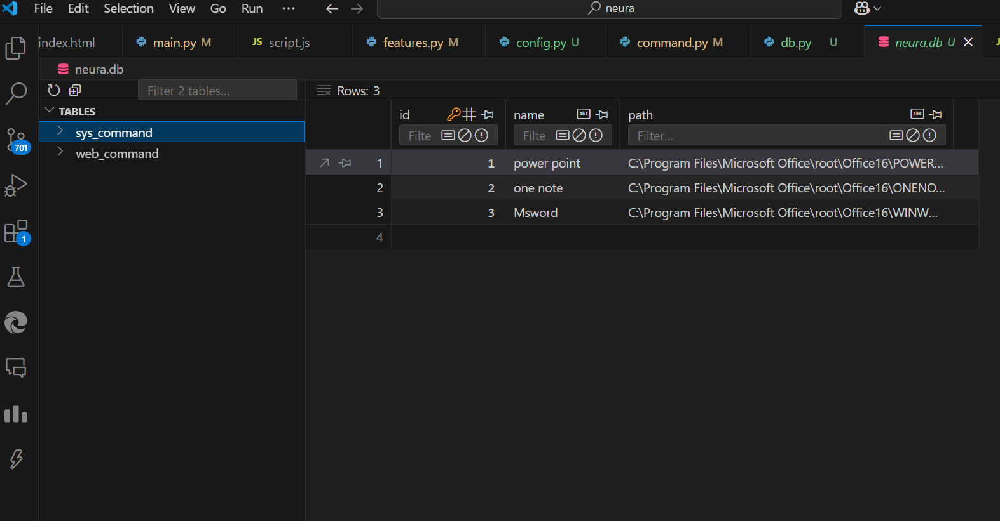 File Edit Selection View Go Run ··· neura
index.html main.py M JS script.js features.py M config.py U command.py M db.py U neura.db U
neura.db
Filter 2 tables... Rows: 3
TABLES
sys_command
web_command
id name path
Filte Filte Filter...
1 1 power point C:\Program Files\Microsoft Office\root\Office16\POWER...
2 2 one note C:\Program Files\Microsoft Office\root\Office16\ONENO...
3 3 Msword C:\Program Files\Microsoft Office\root\Office16\WINW...
4
701
1